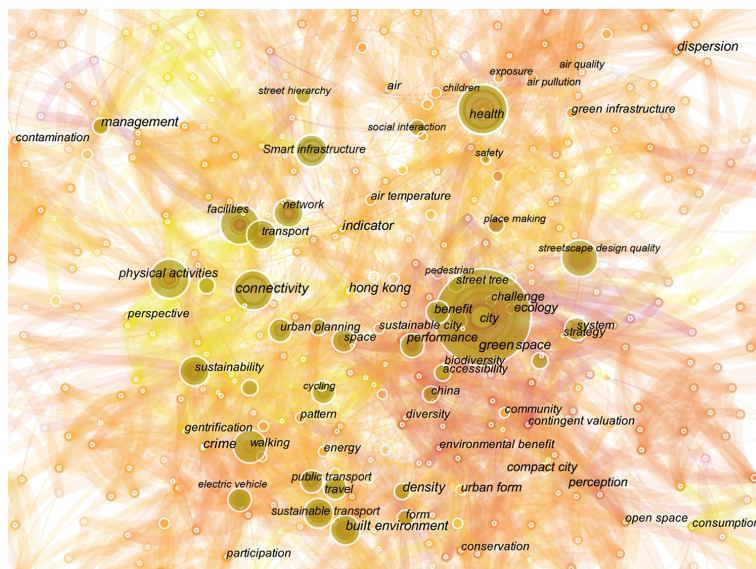 dispersion
air quality
exposure
air pullution
children
air
street hierarchy
green infrastructure
health
management
social interaction
contamination
Smart infrastructure
safety
air temperature
network
facilities
place making
indicator
transport
streetscape design quality
pedestrian
physical activities
street tree
connectivity
hong kong
challenge
ecology
benefit
perspective
city
urban planning
sustainable city
system
strategy
space
performance
green space
biodiversity
sustainability
accessibility
cycling
china
community
pattern
diversity
contingent valuation
gentrification
crime
walking
energy
environmental benefit
compact city
public transport
perception
electric vehicle
travel
density
urban form
sustainable transport
form
open space
built environment
consumption
participation
conservation